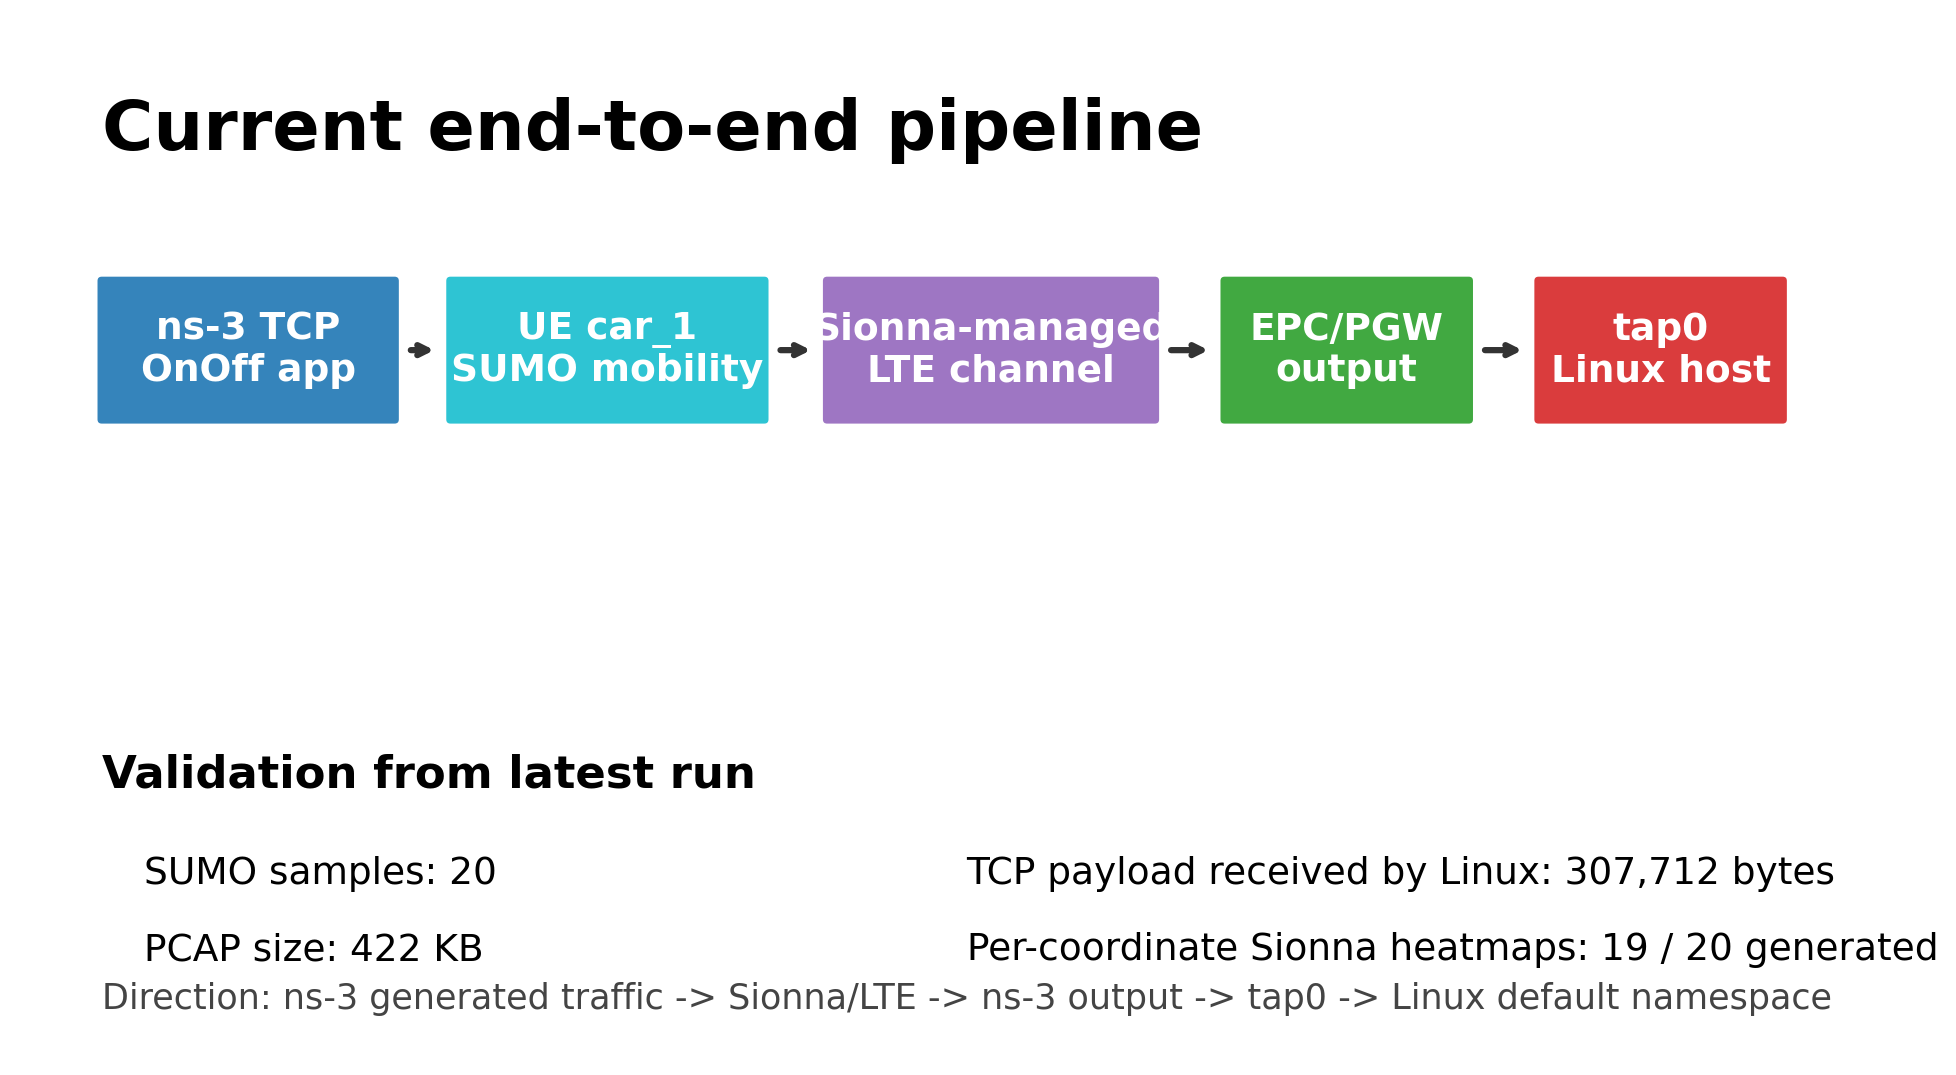 Current end-to-end pipeline
ns-3 TCP
OnOff app
UE car_1
SUMO mobility
Sionna-managed
LTE channel
EPC/PGW
output
tap0
Linux host
Validation from latest run
SUMO samples: 20
TCP payload received by Linux: 307,712 bytes
PCAP size: 422 KB
Per-coordinate Sionna heatmaps: 19 / 20 generated
Direction: ns-3 generated traffic -> Sionna/LTE -> ns-3 output -> tap0 -> Linux default namespace